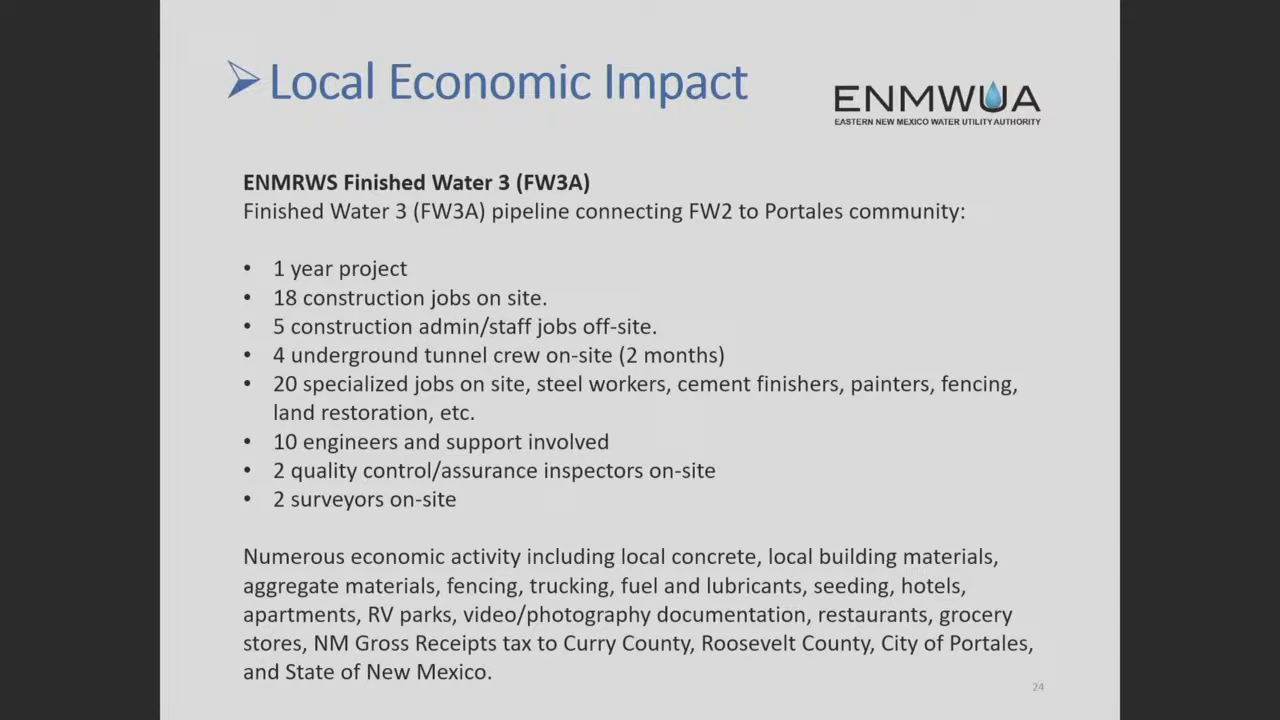 Local Economic Impact
ENMWUA
EASTERN NEW MEXICO WATER UTILITY AUTHORITY
ENMRWS Finished Water 3 (FW3A)
Finished Water 3 (FW3A) pipeline connecting FW2 to Portales community:
• 1 year project
• 18 construction jobs on site.
• 5 construction admin/staff jobs off-site.
• 4 underground tunnel crew on-site (2 months)
• 20 specialized jobs on site, steel workers, cement finishers, painters, fencing,
land restoration, etc.
• 10 engineers and support involved
• 2 quality control/assurance inspectors on-site
• 2 surveyors on-site
Numerous economic activity including local concrete, local building materials,
aggregate materials, fencing, trucking, fuel and lubricants, seeding, hotels,
apartments, RV parks, video/photography documentation, restaurants, grocery
stores, NM Gross Receipts tax to Curry County, Roosevelt County, City of Portales,
and State of New Mexico.
24